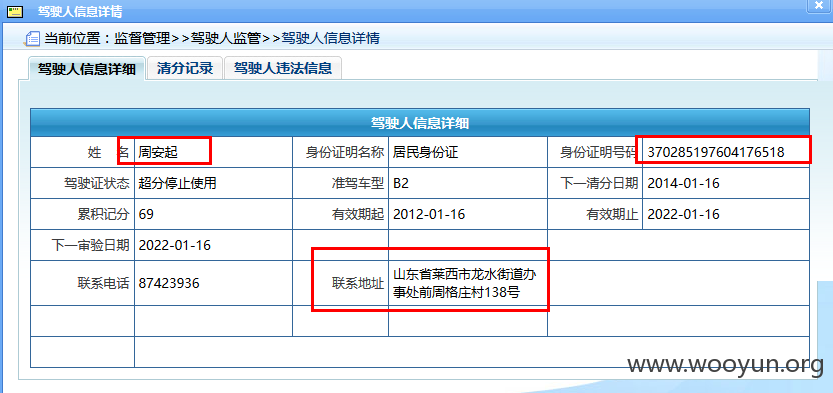 驾驶人信息详情
当前位置：监督管理>>驾驶人监管>>驾驶人信息详情
驾驶人信息详细 清分记录 驾驶人违法信息
驾驶人信息详细
姓 名 周安起 身份证明名称 居民身份证 身份证明号码 370285197604176518
驾驶证状态 超分停止使用 准驾车型 B2 下一清分日期 2014-01-16
累积记分 69 有效期起 2012-01-16 有效期止 2022-01-16
下一审验日期 2022-01-16
联系电话 87423936 联系地址 山东省莱西市龙水街道办
事处前周格庄村138号
www.wooyun.org